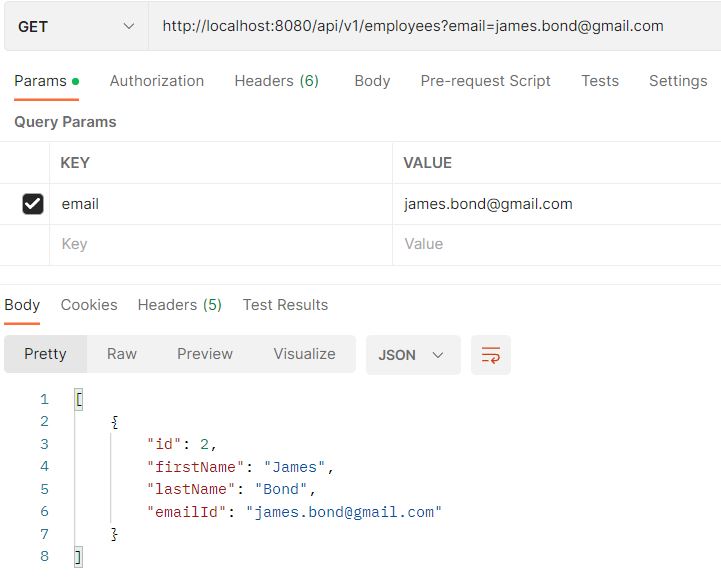 GET http://localhost:8080/api/v1/employees?email=james.bond@gmail.com
Params Authorization Headers (6) Body Pre-request Script Tests Settings
Query Params
KEY VALUE
email james.bond@gmail.com
Key Value
Body Cookies Headers (5) Test Results
Pretty Raw Preview Visualize JSON
1 [
2 {
3 "id": 2,
4 "firstName": "James",
5 "lastName": "Bond",
6 "emailId": "james.bond@gmail.com"
7 }
8 ]